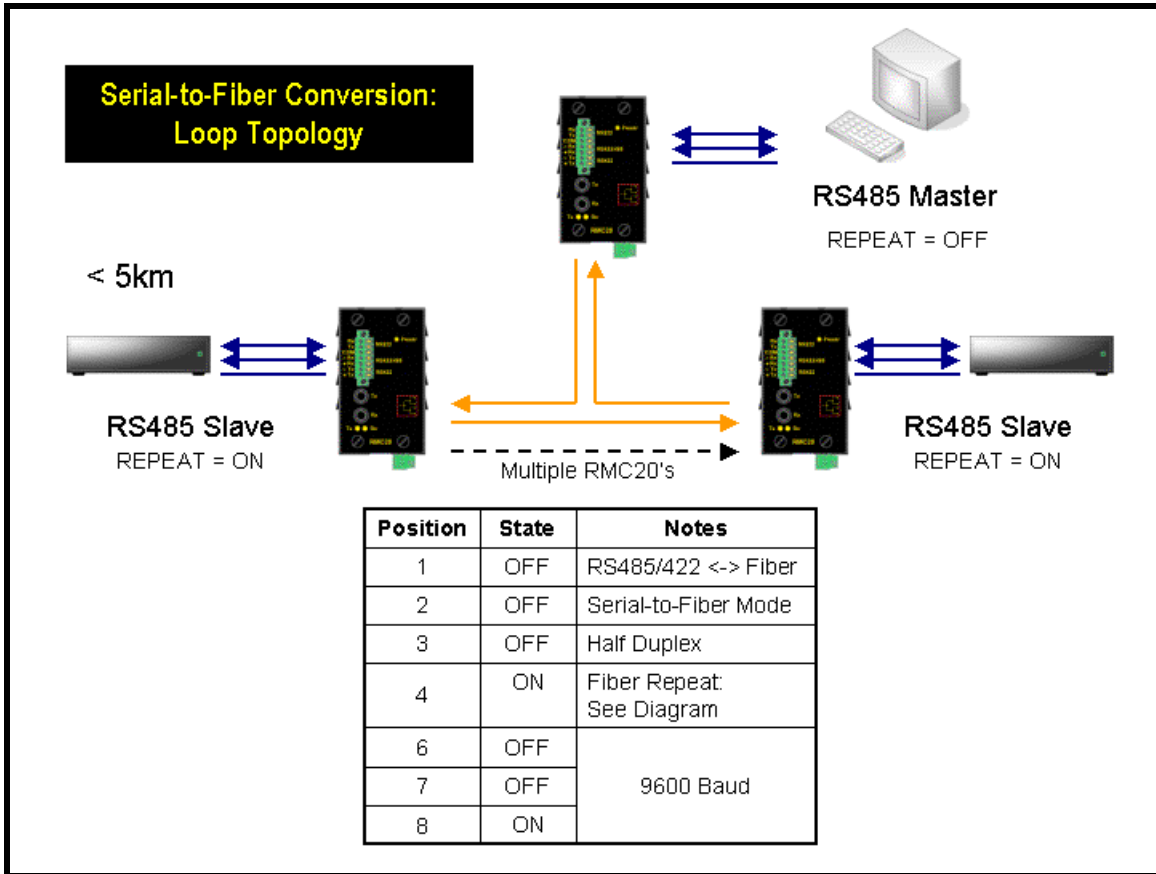 Serial-to-Fiber Conversion:
Loop Topology
RS485 Master
REPEAT = OFF
< 5km
RS485 Slave
REPEAT = ON
RS485 Slave
REPEAT = ON
Multiple RMC20's
Position State Notes
1 OFF RS485/422 <-> Fiber
2 OFF Serial-to-Fiber Mode
3 OFF Half Duplex
4 ON Fiber Repeat:
See Diagram
6 OFF
7 OFF 9600 Baud
8 ON